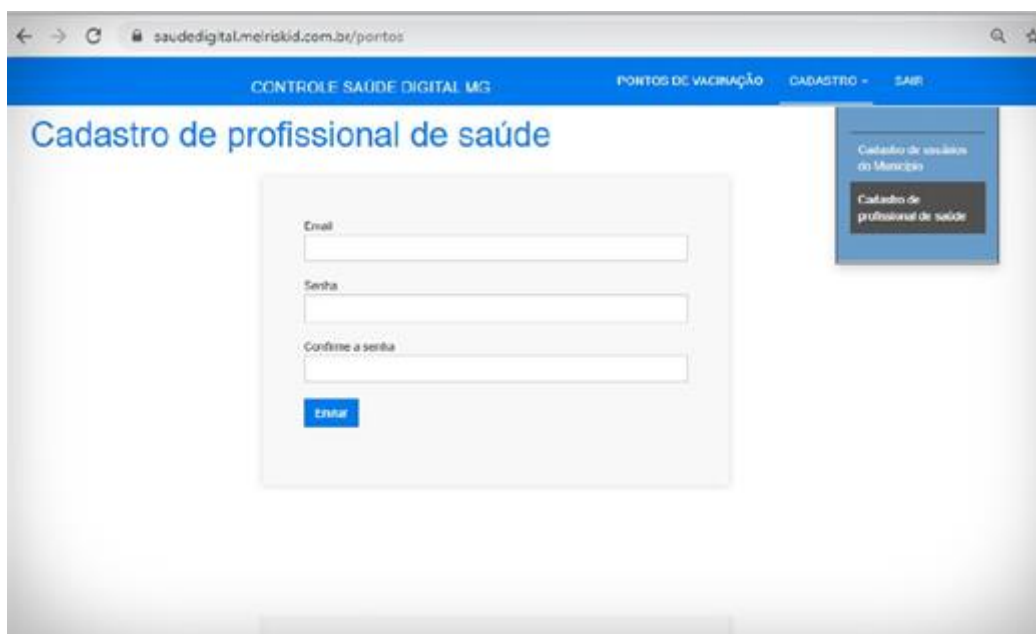 saudedigital.melriskid.com.br/pontos
CONTROLE SAÚDE DIGITAL MG
PONTOS DE VACINAÇÃO
CADASTRO
SAIR
Cadastro de profissional de saúde
Cadastro de usuários
do Município
Cadastro de
profissional de saúde
Email
Senha
Confirme a senha
Enviar